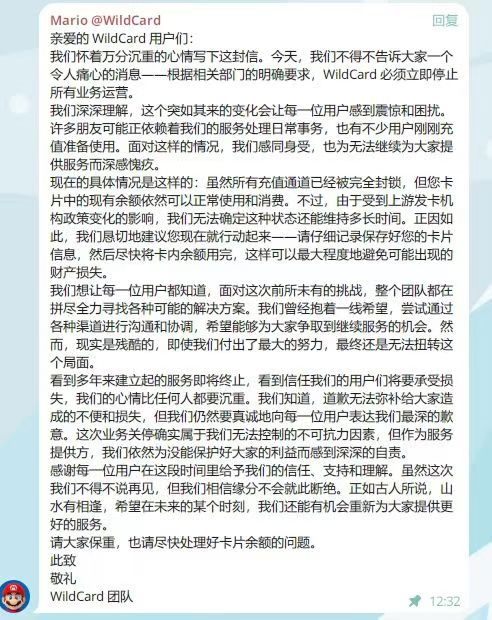 Mario @WildCard 回复
亲爱的 WildCard 用户们：
我们怀着万分沉重的心情写下这封信。今天，我们不得不告诉大家一个
令人痛心的消息——根据相关部门的明确要求，WildCard 必须立即停止
所有业务运营。
我们深深理解，这个突如其来的变化会让每一位用户感到震惊和困扰。
许多朋友可能正依赖着我们的服务处理日常事务，也有不少用户刚刚充
值准备使用。面对这样的情况，我们感同身受，也为无法继续为大家提
供服务而深感愧疚。
现在的具体情况是这样的：虽然所有充值通道已经被完全封锁，但您卡
片中的现有余额依然可以正常使用和消费。不过，由于受到上游发卡机
构政策变化的影响，我们无法确定这种状态还能维持多长时间。正因如
此，我们恳切地建议您现在就行动起来——请仔细记录保存好您的卡片
信息，然后尽快将卡内余额用完，这样可以最大程度地避免可能出现的
财产损失。
我们想让每一位用户都知道，面对这次前所未有的挑战，整个团队都在
拼尽全力寻找各种可能的解决方案。我们曾经抱着一线希望，尝试通过
各种渠道进行沟通和协调，希望能够为大家争取到继续服务的机会。然
而，现实是残酷的，即使我们付出了最大的努力，最终还是无法扭转这
个局面。
看到多年来建立起的服务即将终止，看到信任我们的用户们将要承受损
失，我们的心情比任何人都要沉重。我们知道，道歉无法弥补给大家造
成的不便和损失，但我们仍然要真诚地向每一位用户表达我们最深的歉
意。这次业务关停确实属于我们无法控制的不可抗力因素，但作为服务
提供方，我们依然为没能保护好大家的利益而感到深深的自责。
感谢每一位用户在这段时间里给予我们的信任、支持和理解。虽然这次
我们不得不说再见，但我们相信缘分不会就此断绝。正如古人所说，山
水有相逢，希望在未来的某个时刻，我们还能有机会重新为大家提供更
好的服务。
请大家保重，也请尽快处理好卡片余额的问题。
此致
敬礼
WildCard 团队
12:32